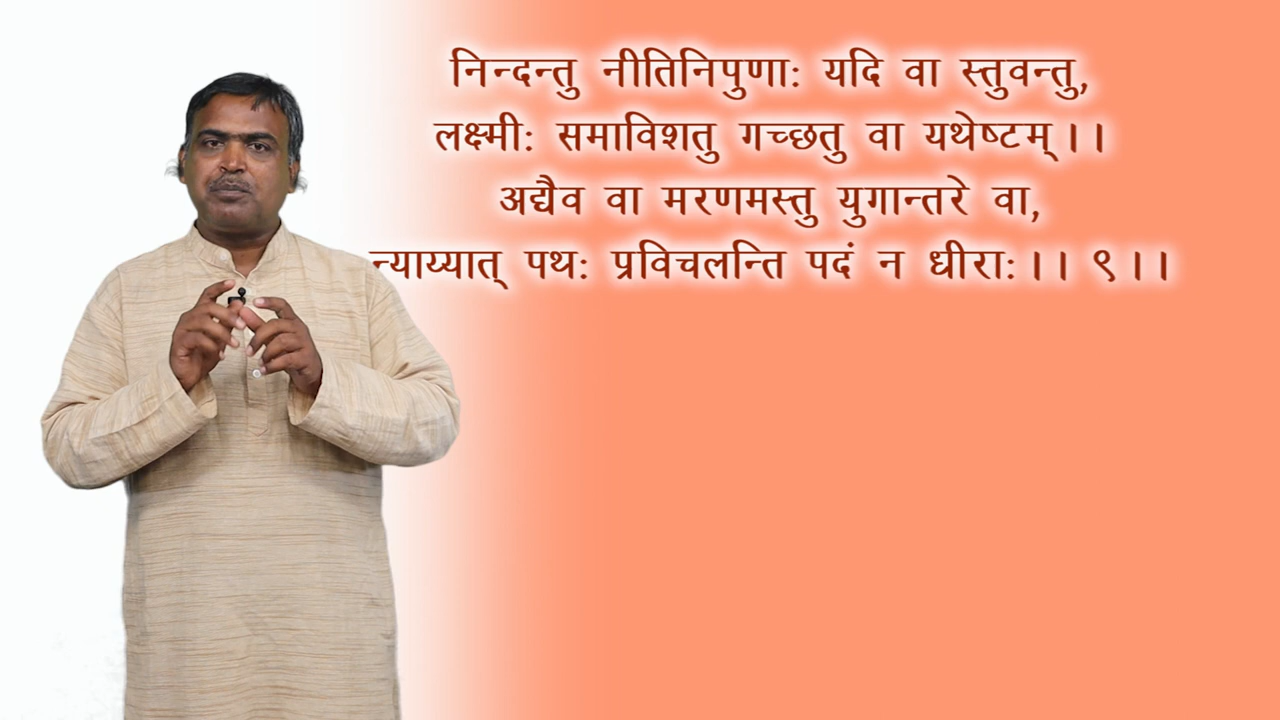 निन्दन्तु नीतिनिपुणाः यदि वा स्तुवन्तु,
लक्ष्मीः समाविशतु गच्छतु वा यथेष्टम्।।
अद्यैव वा मरणमस्तु युगान्तरे वा,
न्याय्यात् पथः प्रविचलन्ति पदं न धीराः।। ९।।